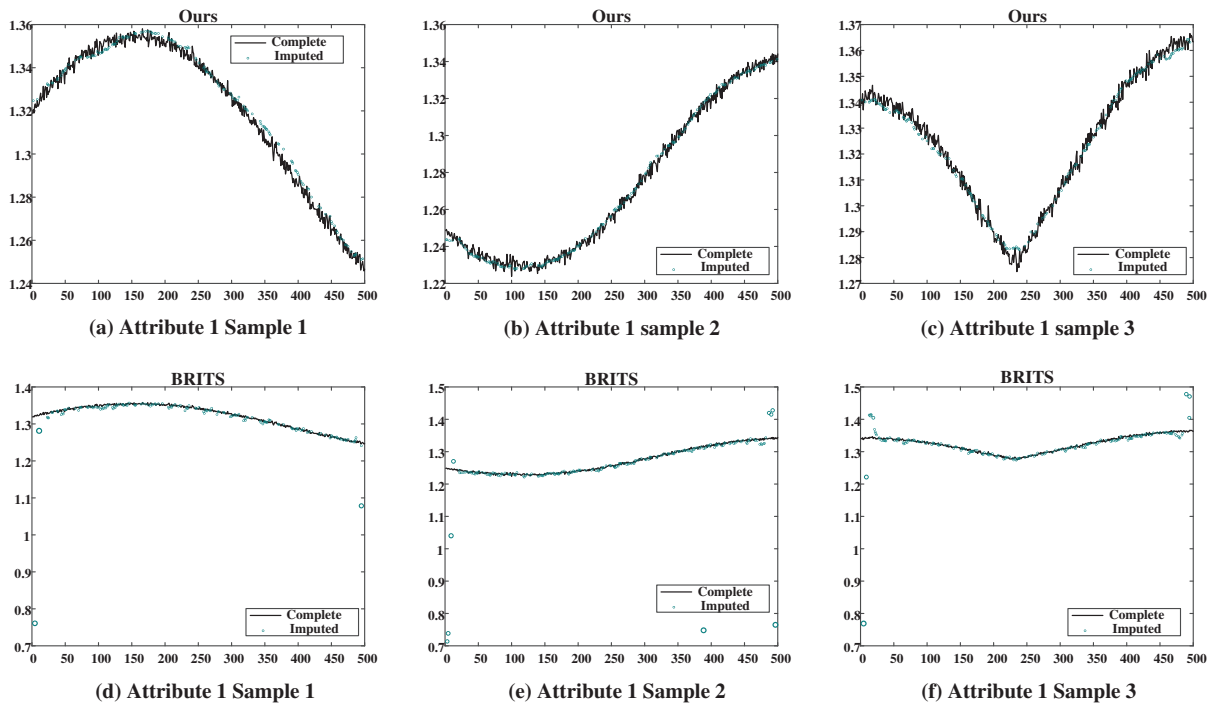 Ours
1.36
1.34
1.32
1.3
1.28
1.26
1.24
0 50 100 150 200 250 300 350 400 450 500
Complete
Imputed
(a) Attribute 1 Sample 1
Ours
1.36
1.34
1.32
1.3
1.28
1.26
1.24
1.22
0 50 100 150 200 250 300 350 400 450 500
Complete
Imputed
(b) Attribute 1 sample 2
Ours
1.37
1.36
1.35
1.34
1.33
1.32
1.31
1.3
1.29
1.28
1.27
0 50 100 150 200 250 300 350 400 450 500
Complete
Imputed
(c) Attribute 1 sample 3
BRITS
1.4
1.3
1.2
1.1
1
0.9
0.8
0.7
0 50 100 150 200 250 300 350 400 450 500
Complete
Imputed
(d) Attribute 1 Sample 1
BRITS
1.5
1.4
1.3
1.2
1.1
1
0.9
0.8
0.7
0 50 100 150 200 250 300 350 400 450 500
Complete
Imputed
(e) Attribute 1 Sample 2
BRITS
1.5
1.4
1.3
1.2
1.1
1
0.9
0.8
0.7
0 50 100 150 200 250 300 350 400 450 500
Complete
Imputed
(f) Attribute 1 Sample 3